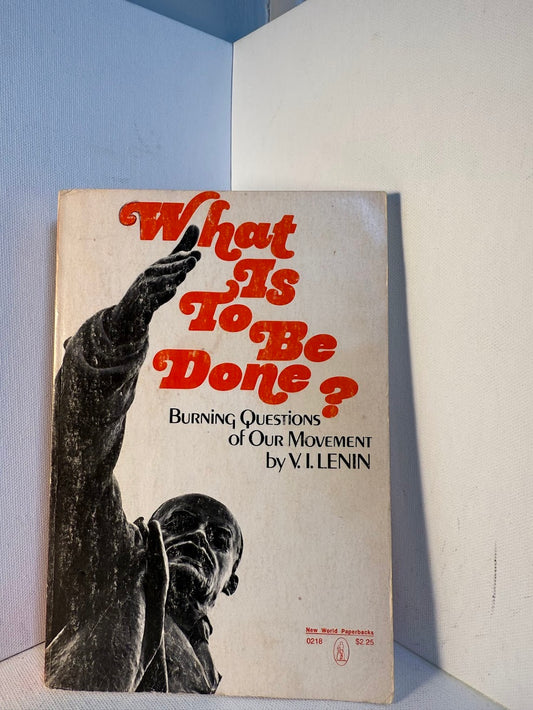 What
Is
To Be
Done?
BURNING QUESTIONS
of OUR MOVEMENT
by V. I. LENIN
New World Paperbacks
0218 $2.25